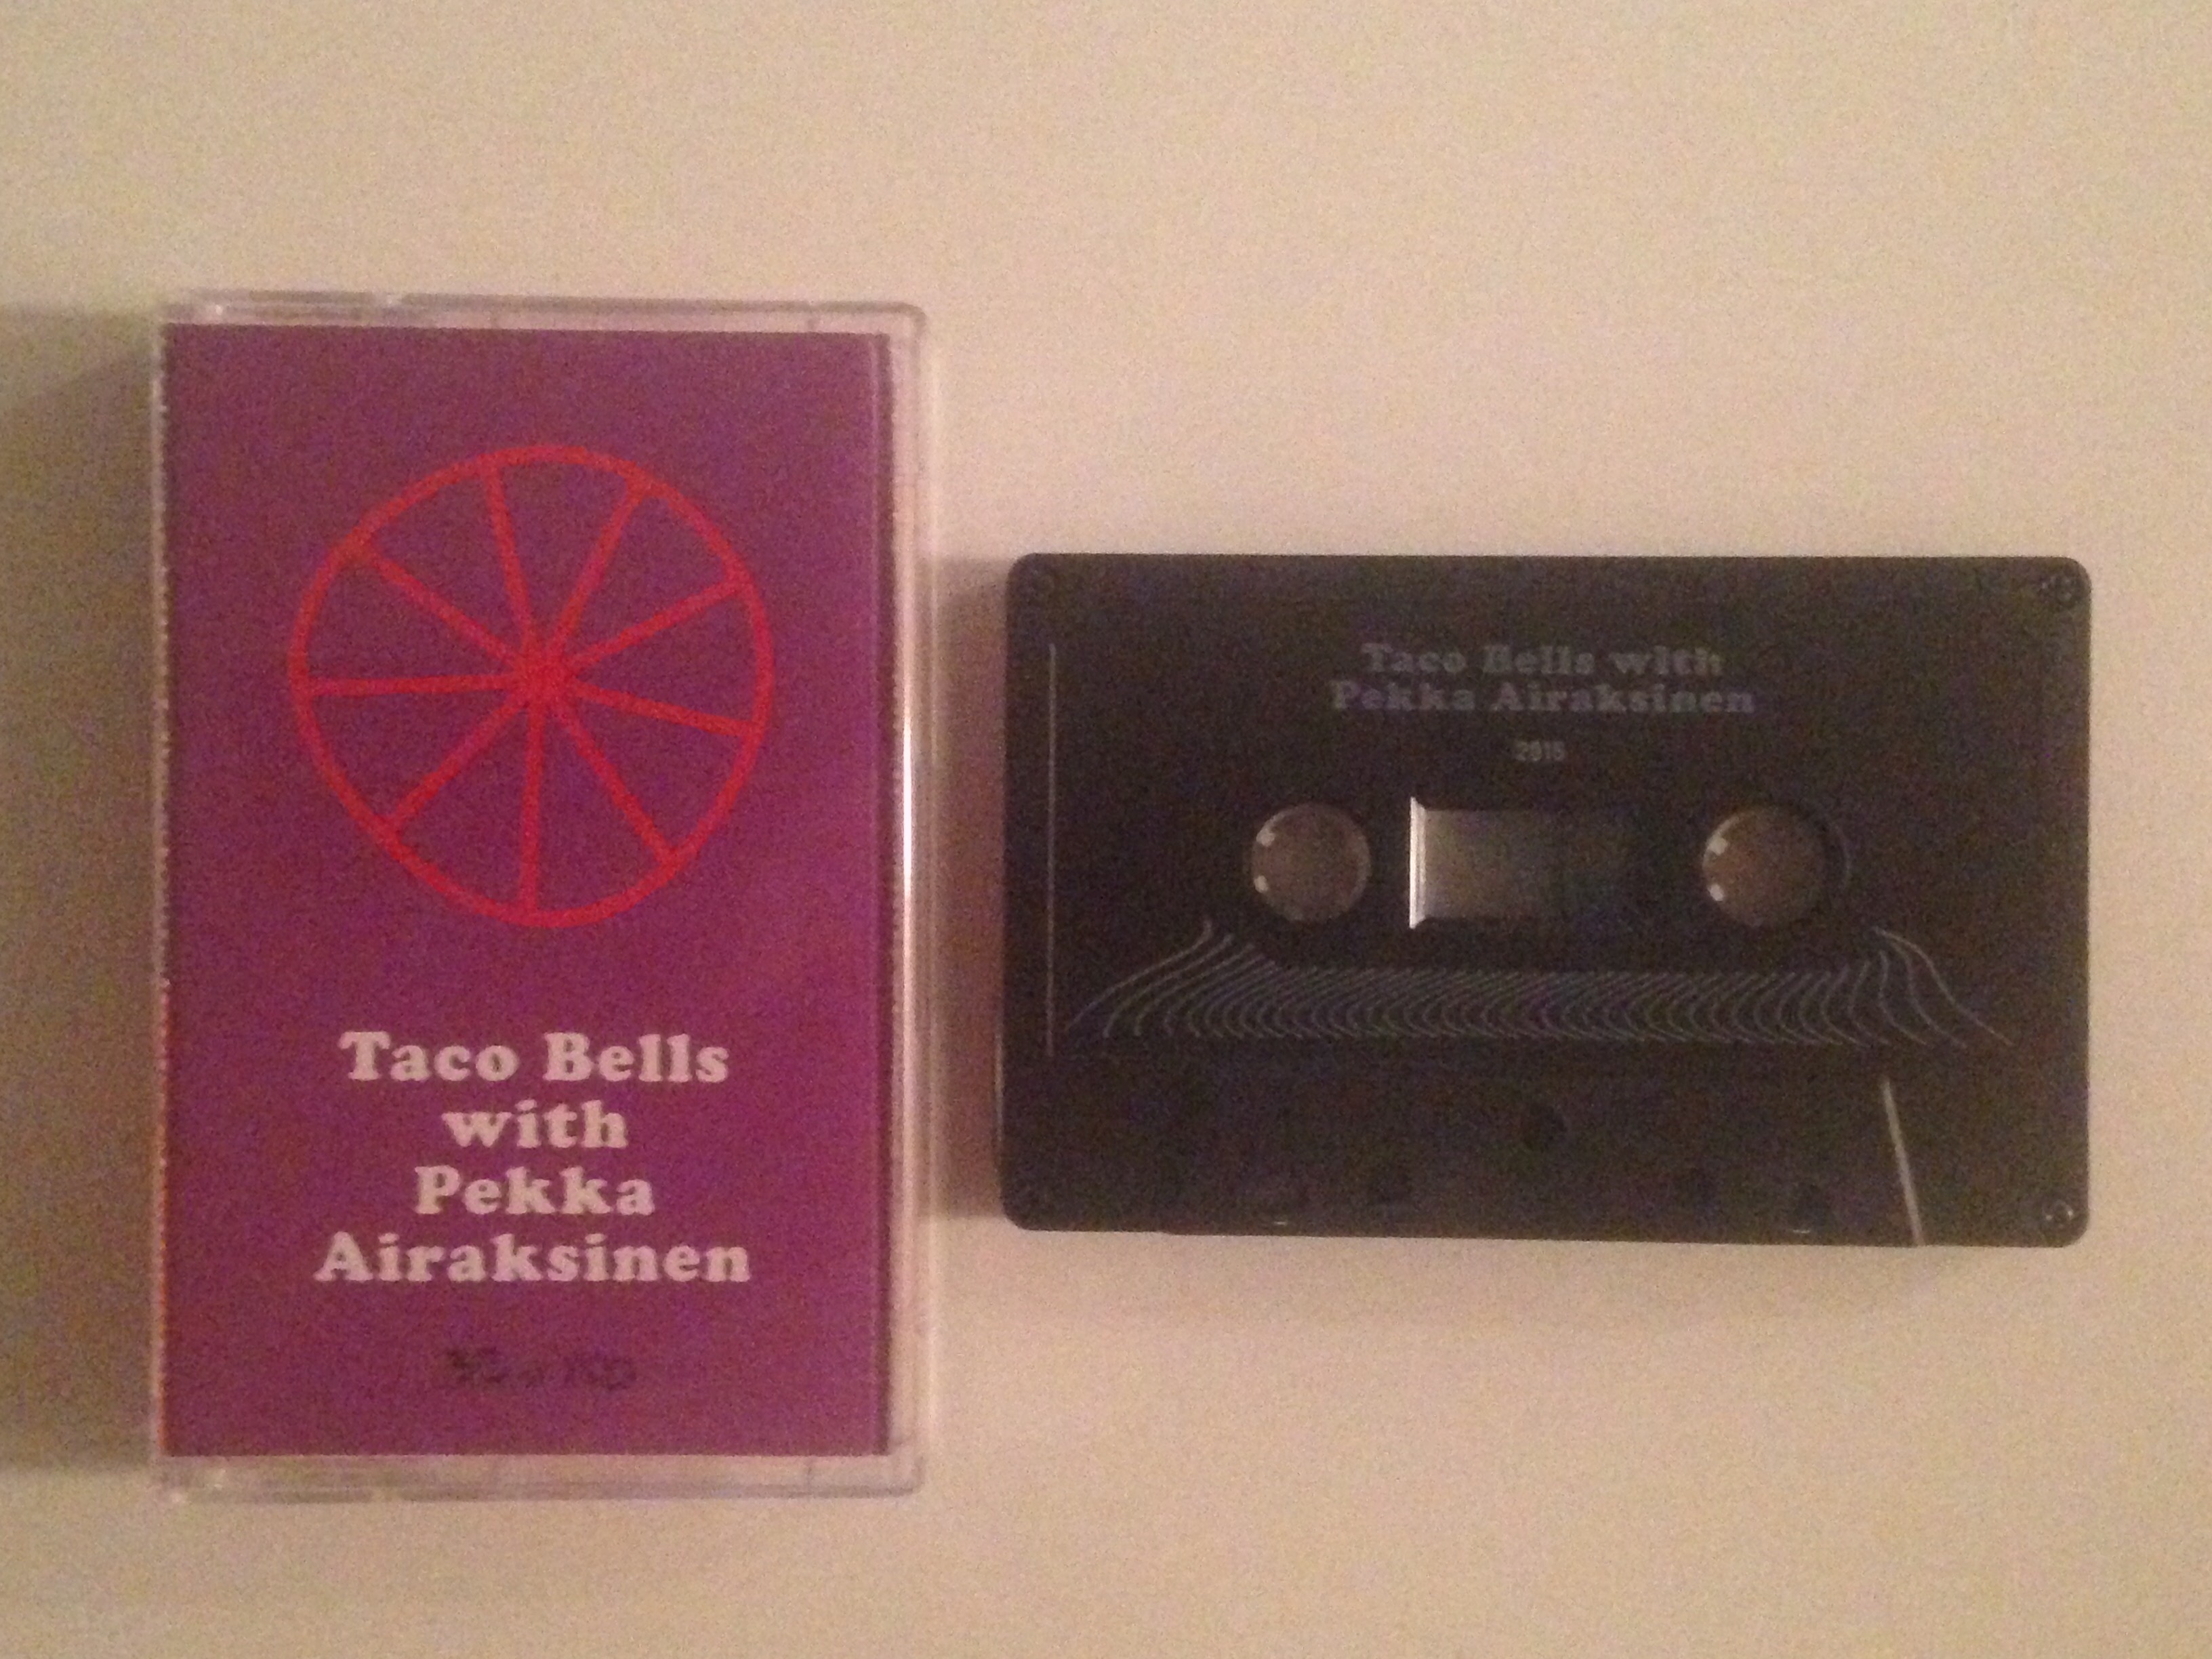 Taco Bells
with
Pekka
Airaksinen
Taco Bells with
Pekka Airaksinen